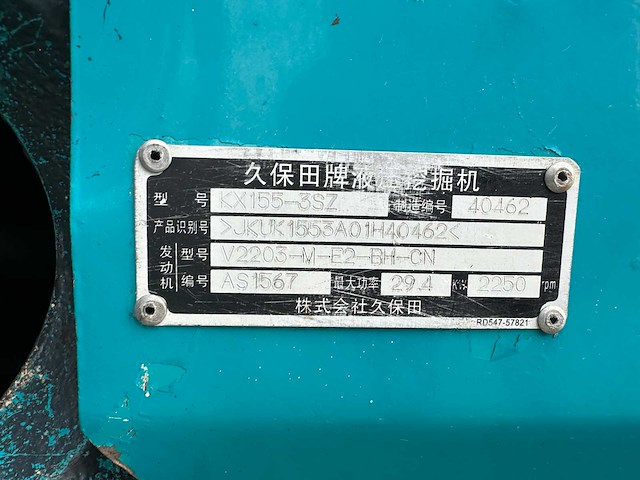 久保田牌液压挖掘机
型号 KX155-3SZ 制造编号 40462
产品识别号 >JKUK1553A01H40462<
发动机 型号 V2203-M-E2-BH-CN
编号 AS1567 最大功率 29.4 kW 2250 rpm
株式会社久保田
RD547-57821